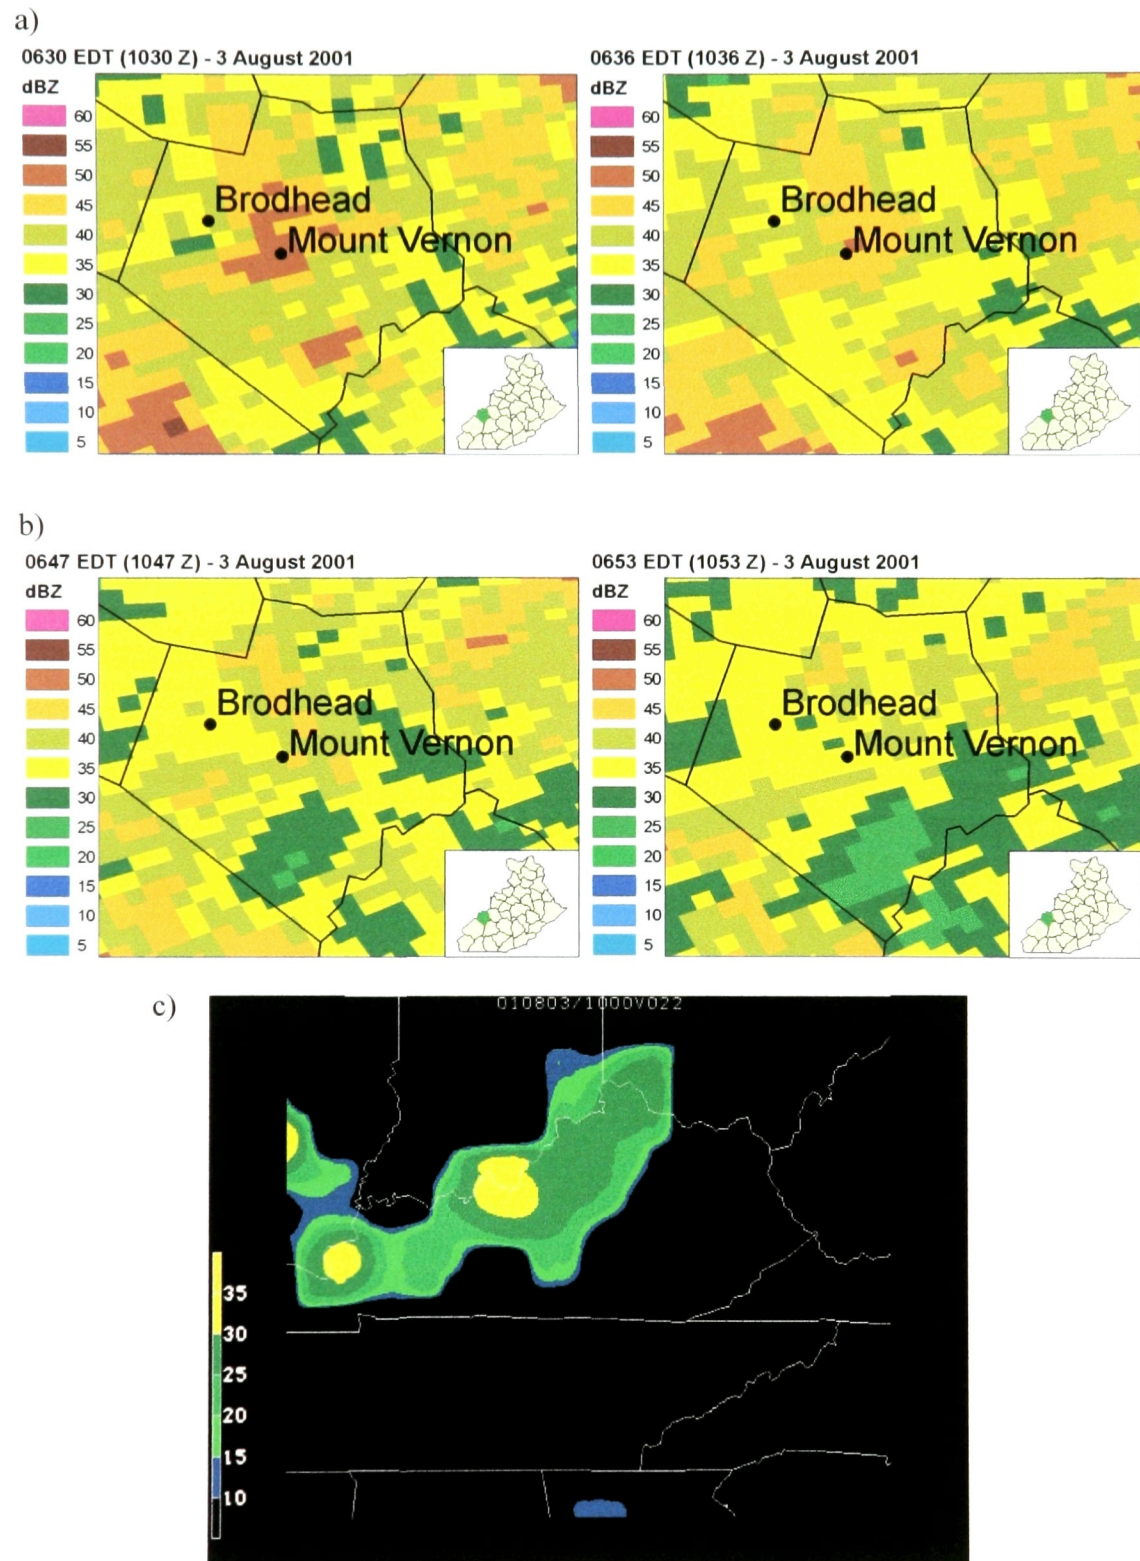 a)
0630 EDT (1030 Z) - 3 August 2001
dBZ
60
55
50
45
40
35
30
25
20
15
10
5
Brodhead
Mount Vernon
0636 EDT (1036 Z) - 3 August 2001
dBZ
60
55
50
45
40
35
30
25
20
15
10
5
Brodhead
Mount Vernon
b)
0647 EDT (1047 Z) - 3 August 2001
dBZ
60
55
50
45
40
35
30
25
20
15
10
5
Brodhead
Mount Vernon
0653 EDT (1053 Z) - 3 August 2001
dBZ
60
55
50
45
40
35
30
25
20
15
10
5
Brodhead
Mount Vernon
c)
010803/1000V022
35
30
25
20
15
10